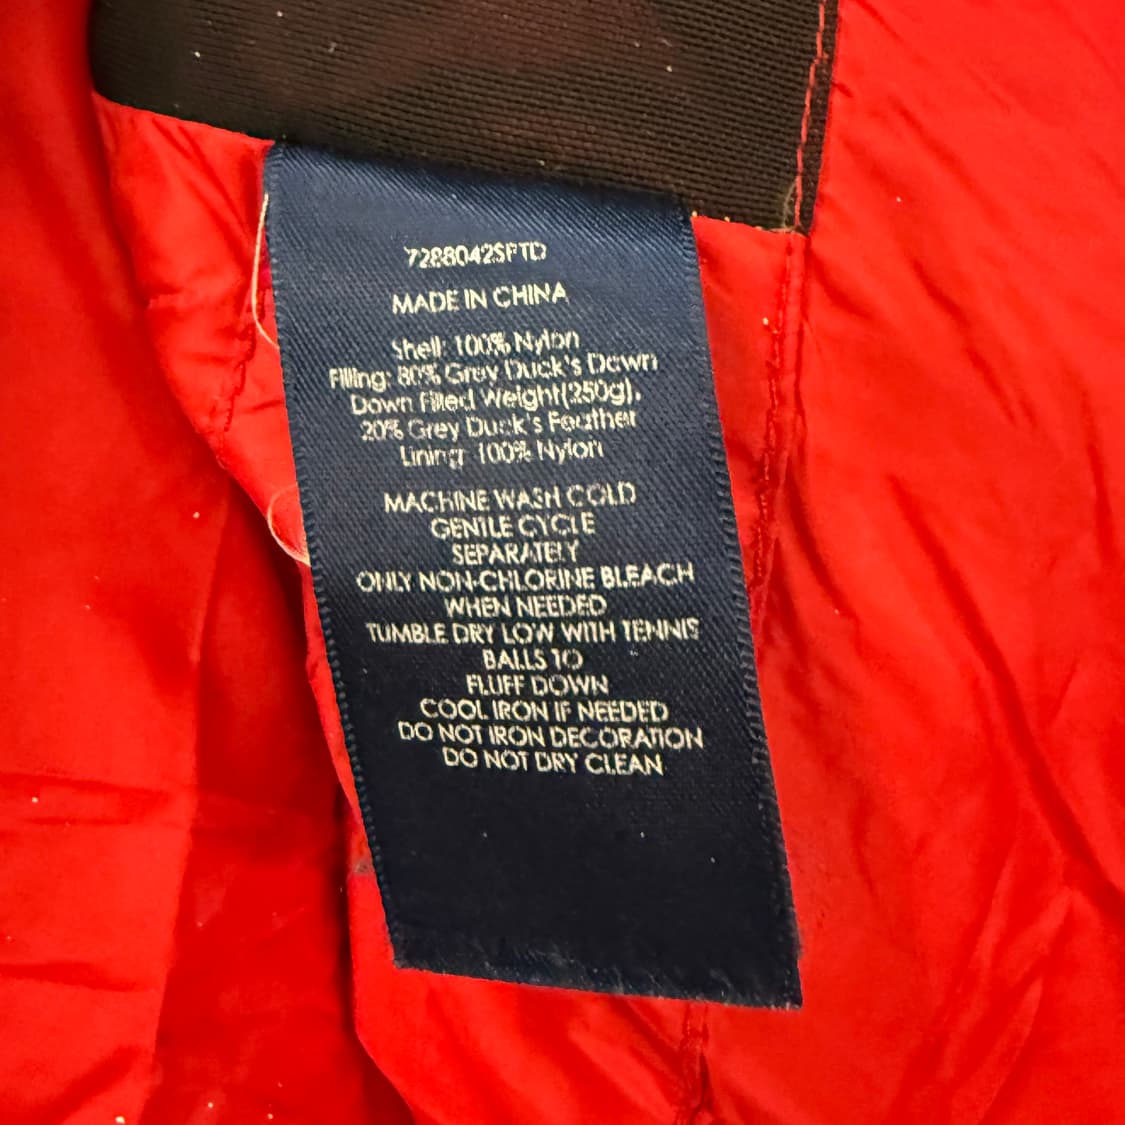 7288042SPTD
MADE IN CHINA
Shell: 100% Nylon
Filling: 80% Grey Duck's Down
Down Filled Weight(250g),
20% Grey Duck's Feather
Lining: 100% Nylon
MACHINE WASH COLD
GENTLE CYCLE
SEPARATELY
ONLY NON-CHLORINE BLEACH
WHEN NEEDED
TUMBLE DRY LOW WITH TENNIS
BALLS TO
FLUFF DOWN
COOL IRON IF NEEDED
DO NOT IRON DECORATION
DO NOT DRY CLEAN